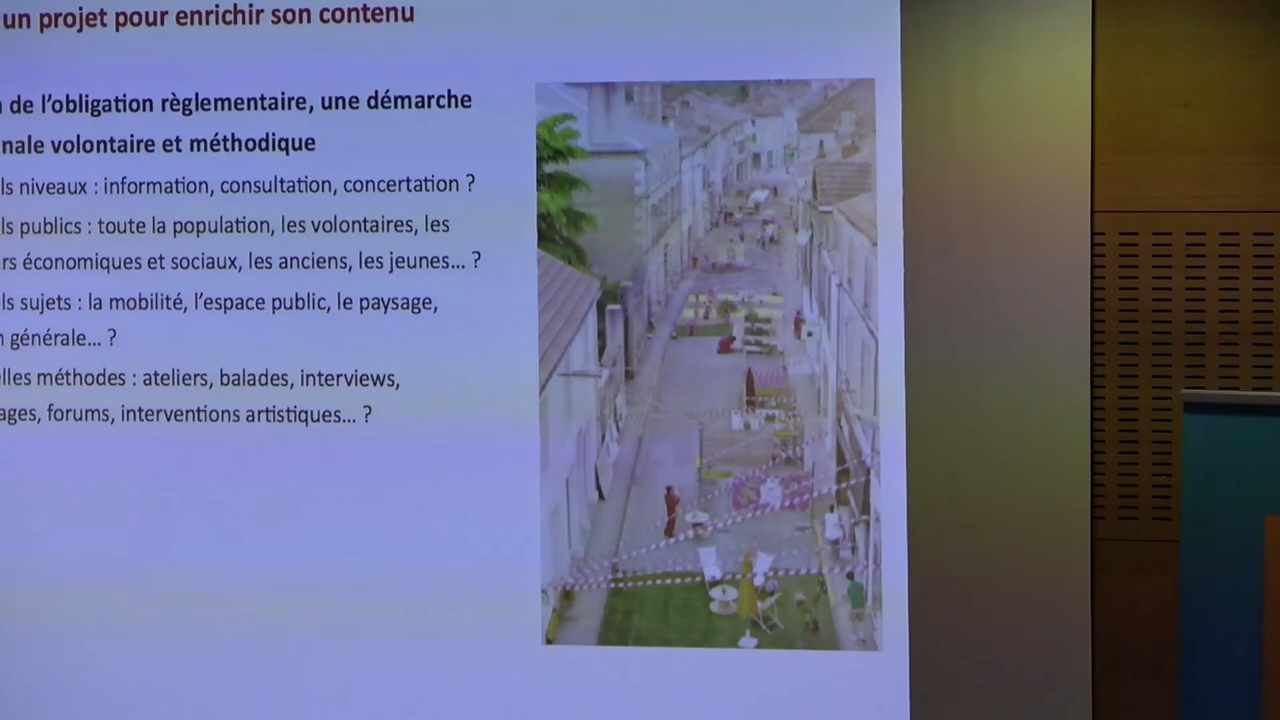 un projet pour enrichir son contenu
de l’obligation règlementaire, une démarche
nale volontaire et méthodique
ls niveaux : information, consultation, concertation ?
ls publics : toute la population, les volontaires, les
rs économiques et sociaux, les anciens, les jeunes... ?
ls sujets : la mobilité, l’espace public, le paysage,
n générale... ?
lles méthodes : ateliers, balades, interviews,
ages, forums, interventions artistiques... ?